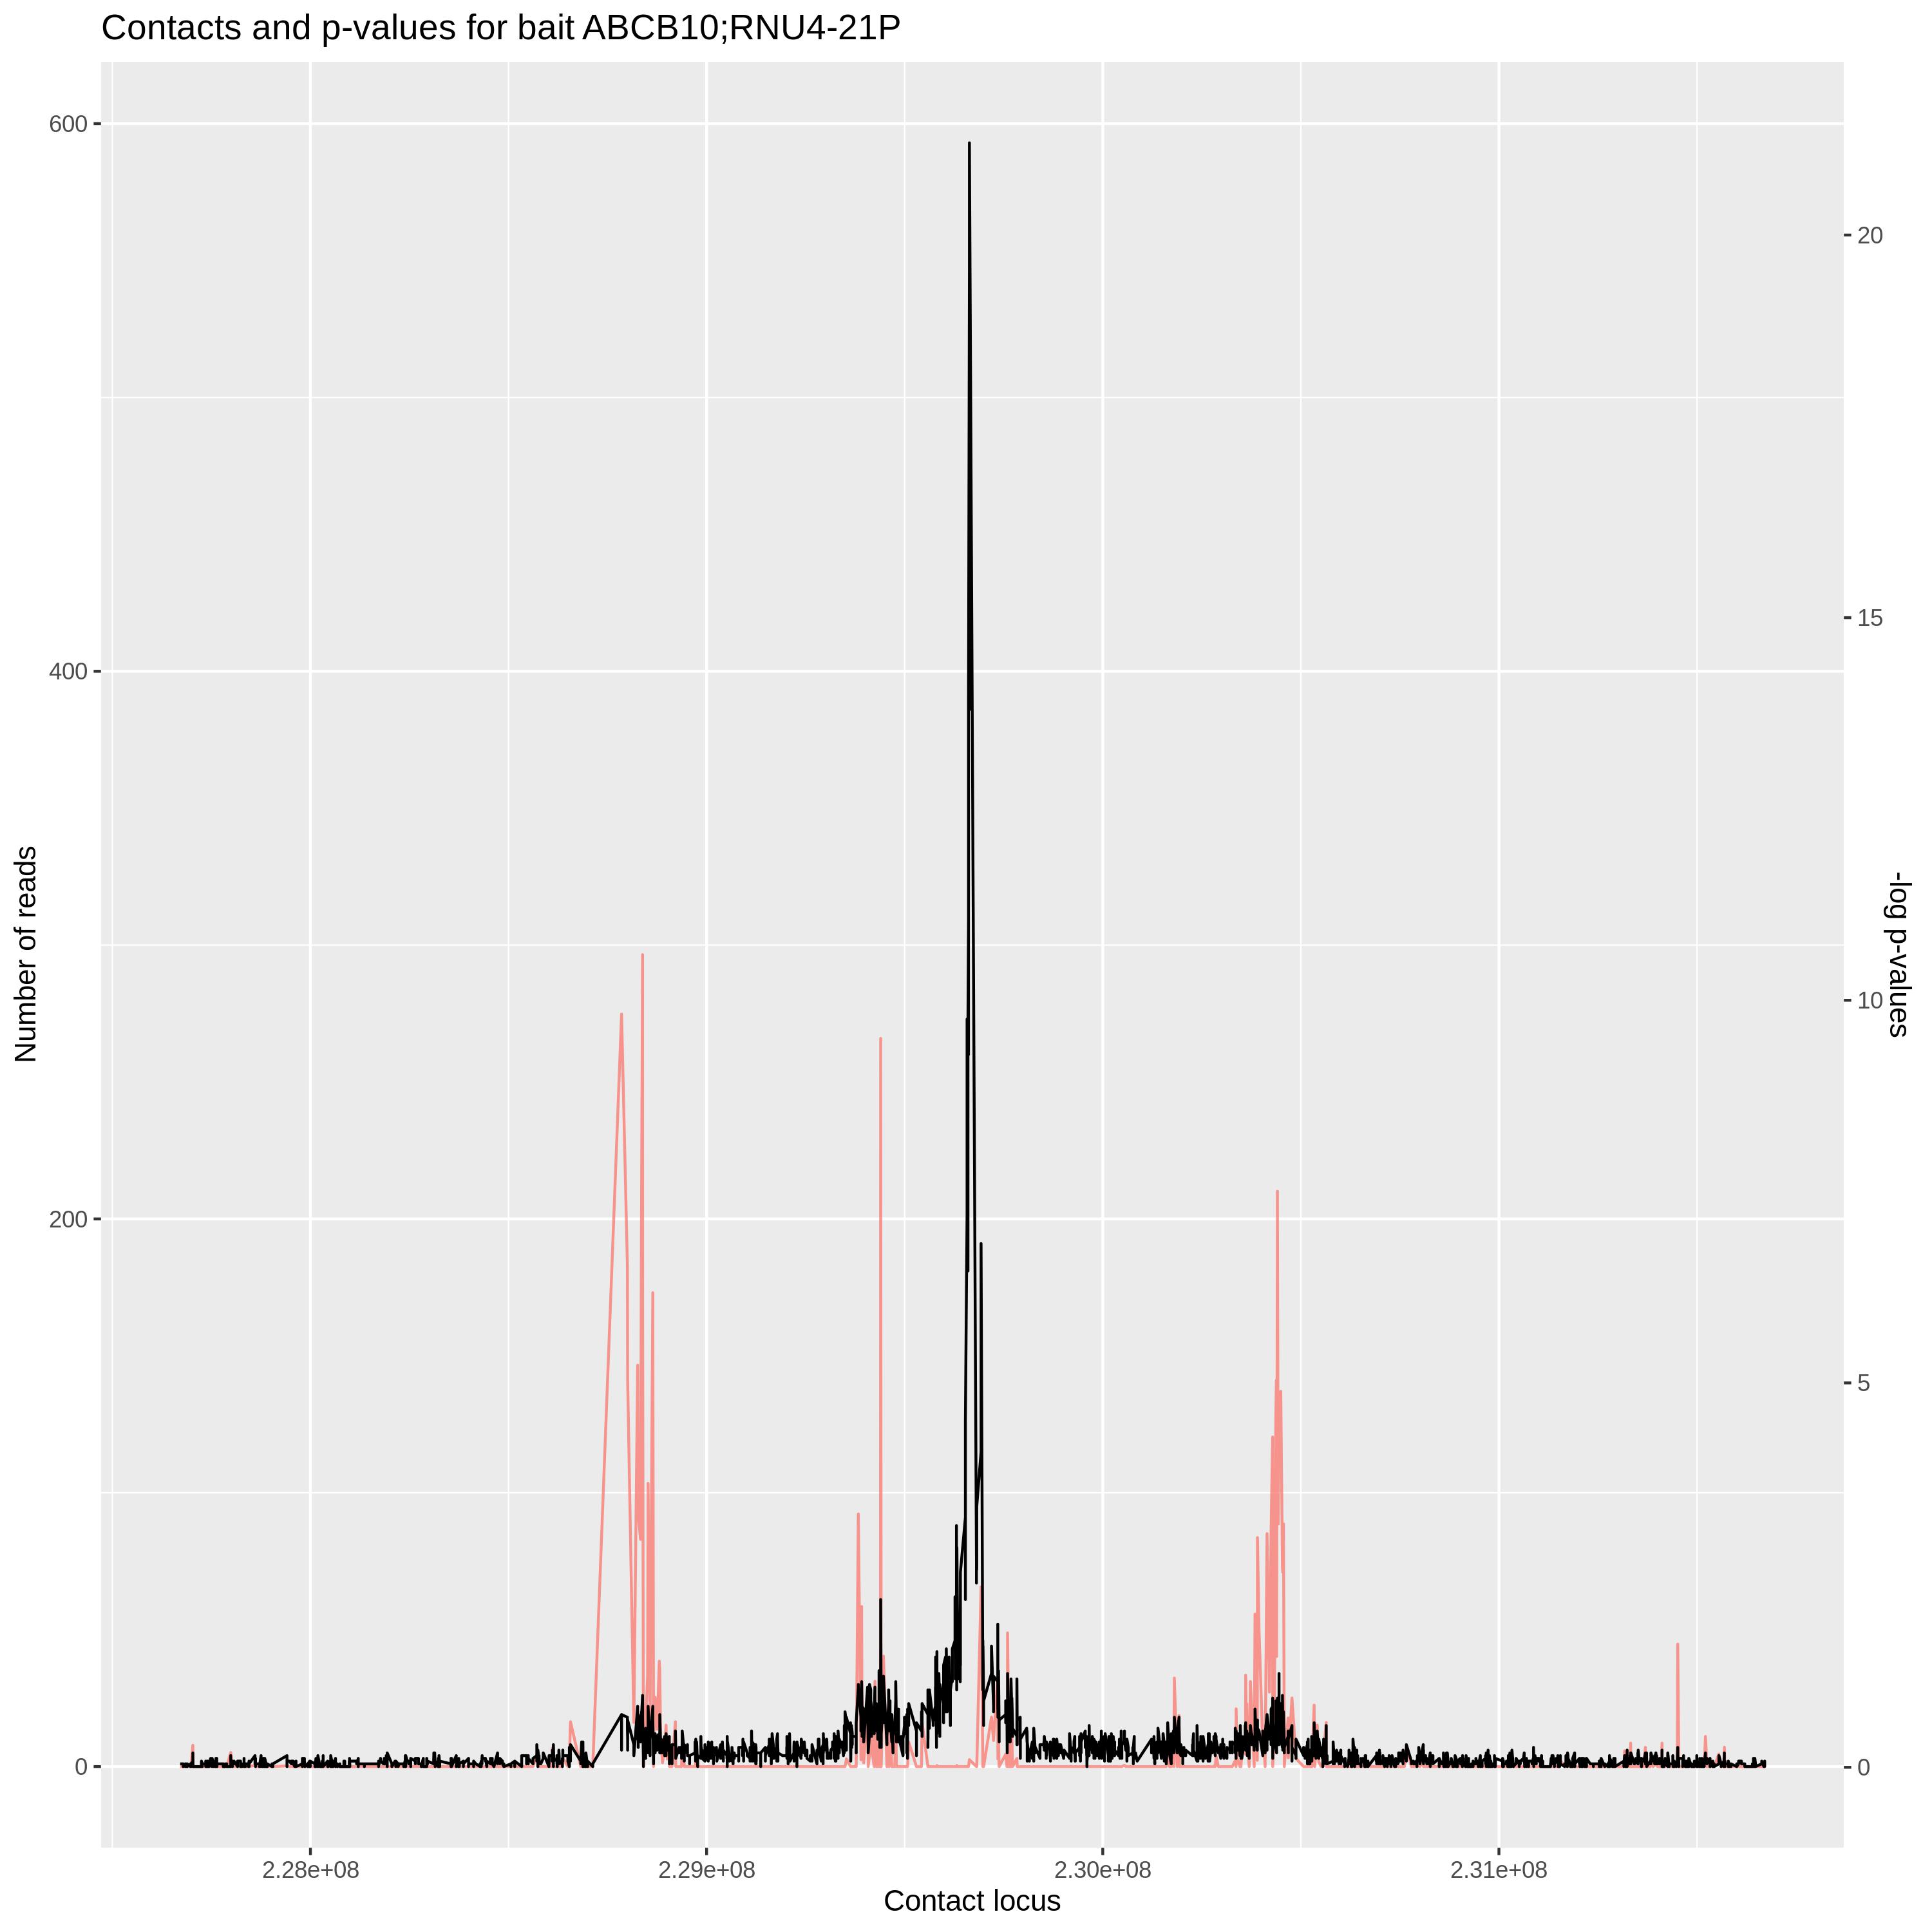 Contacts and p-values for bait ABCB10;RNU4-21P
600
400
200
0
Number of reads
20
15
10
5
0
-log p-values
2.28e+08
2.29e+08
2.30e+08
2.31e+08
Contact locus